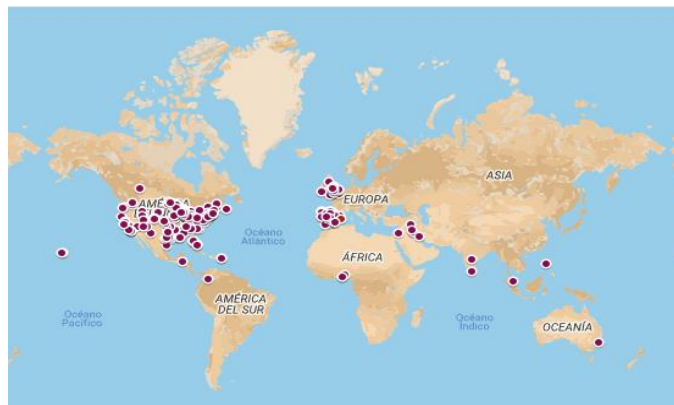 ASIA
EUROPA
AMÉRICA
Océano
Atlántico
ÁFRICA
AMÉRICA
DEL SUR
Océano
Pacífico
Océano
Índico
OCEANÍA